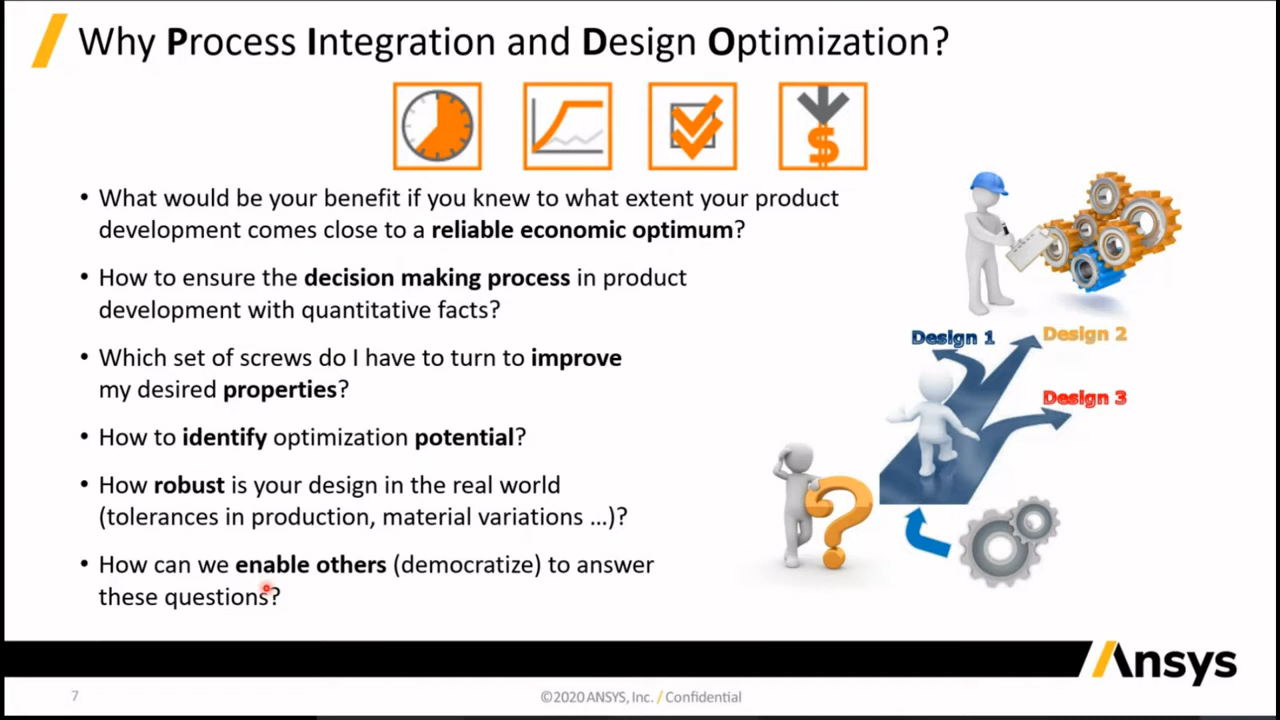 Why Process Integration and Design Optimization?
• What would be your benefit if you knew to what extent your product
development comes close to a reliable economic optimum?
• How to ensure the decision making process in product
development with quantitative facts?
• Which set of screws do I have to turn to improve
my desired properties?
• How to identify optimization potential?
• How robust is your design in the real world
(tolerances in production, material variations ...)?
• How can we enable others (democratize) to answer
these questions?
$
Design 1
Design 2
Design 3
?
Ansys
7
©2020 ANSYS, Inc. / Confidential